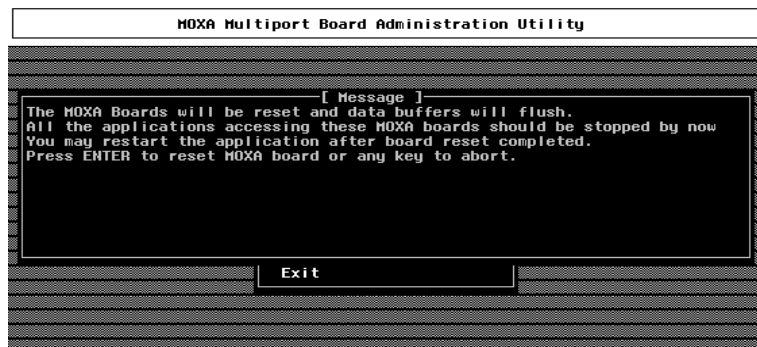 MOXA Multiport Board Administration Utility
[ Message ]
The MOXA Boards will be reset and data buffers will flush.
All the applications accessing these MOXA boards should be stopped by now
You may restart the application after board reset completed.
Press ENTER to reset MOXA board or any key to abort.
Exit